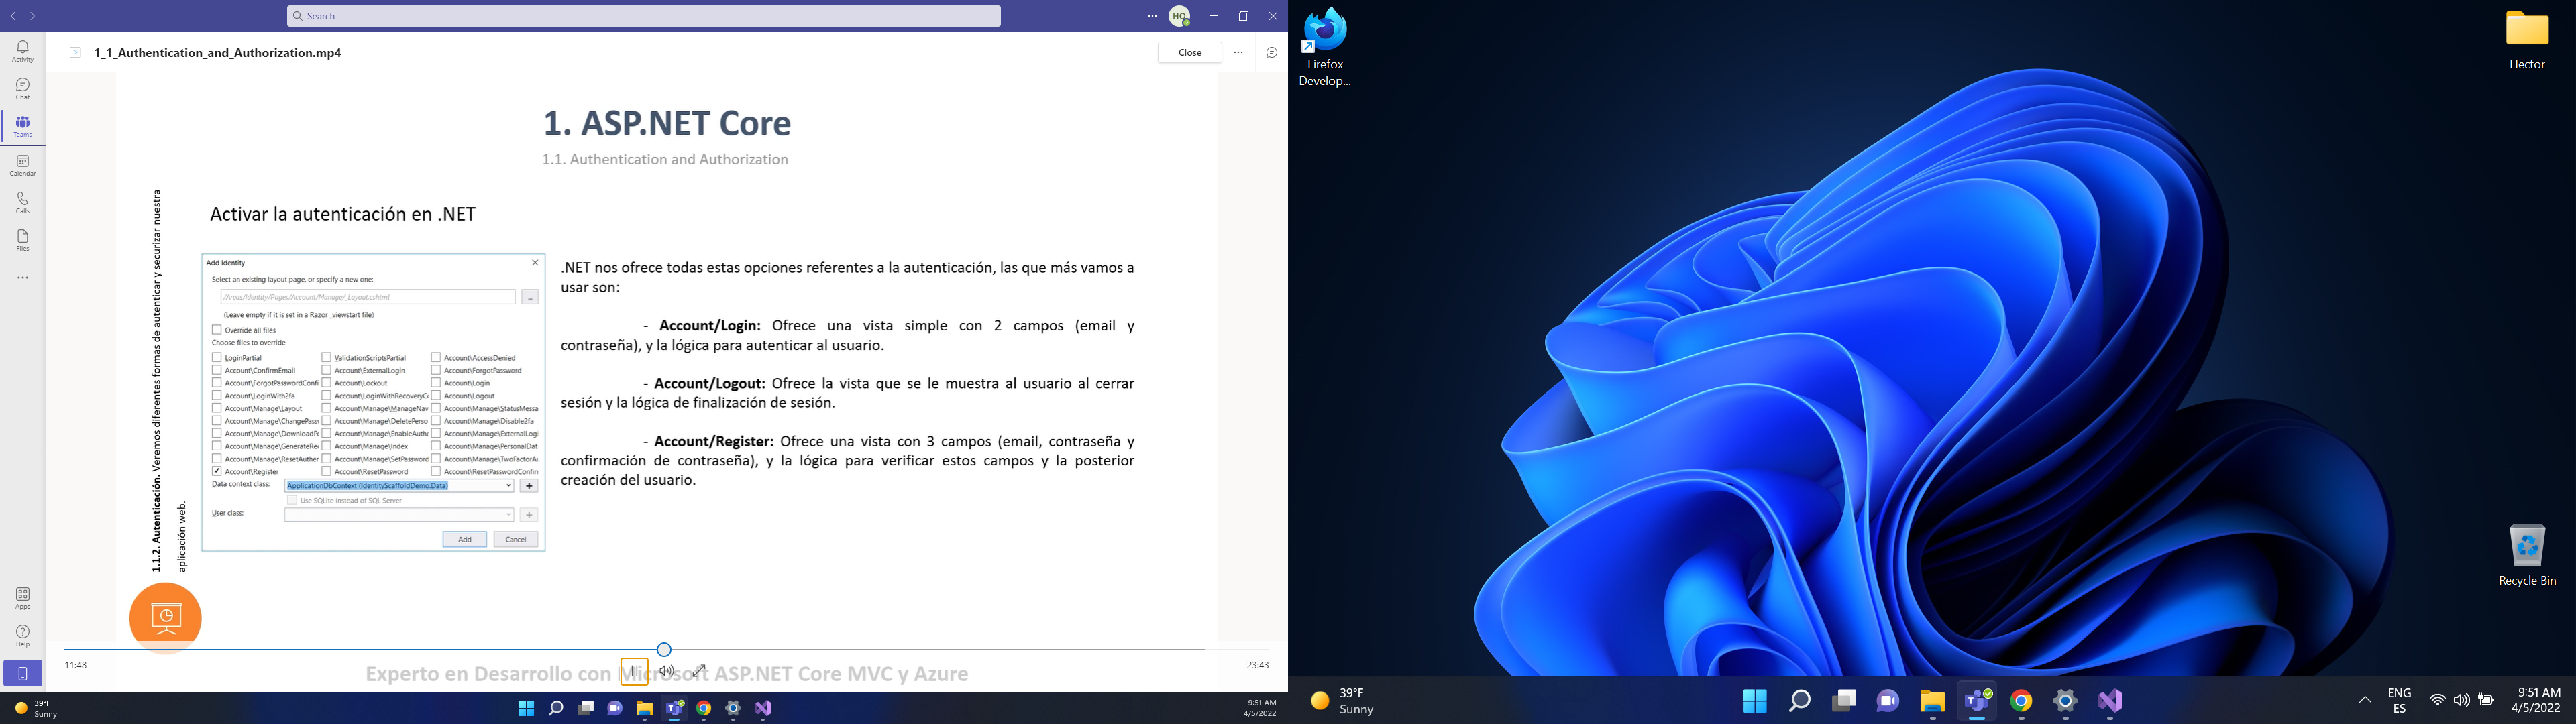 Search
HQ
Activity
Chat
Teams
Calendar
Calls
Files
Apps
Help
1_1_Authentication_and_Authorization.mp4
Close
1. ASP.NET Core
1.1. Authentication and Authorization
1.1.2. Autenticación. Veremos diferentes formas de autenticar y securizar nuestra
aplicación web.
Activar la autenticación en .NET
Add Identity
Select an existing layout page, or specify a new one:
/Areas/Identity/Pages/Account/Manage/_Layout.cshtml
...
(Leave empty if it is set in a Razor _viewstart file)
Override all files
Choose files to override
_LoginPartial _ValidationScriptsPartial Account\AccessDenied
Account\ConfirmEmail Account\ExternalLogin Account\ForgotPassword
Account\ForgotPasswordConfi Account\Lockout Account\Login
Account\LoginWith2fa Account\LoginWithRecoveryCo Account\Logout
Account\Manage\_Layout Account\Manage\_ManageNav Account\Manage\_StatusMessa
Account\Manage\ChangePass Account\Manage\DeletePerso Account\Manage\Disable2fa
Account\Manage\DownloadPe Account\Manage\EnableAuthe Account\Manage\ExternalLog
Account\Manage\GenerateRec Account\Manage\Index Account\Manage\PersonalDat
Account\Manage\ResetAuthen Account\Manage\SetPassword Account\Manage\TwoFactorAu
Account\Register Account\ResetPassword Account\ResetPasswordConfirm
Data context class: ApplicationDbContext (IdentityScaffoldDemo.Data) +
Use SQLite instead of SQL Server
User class: +
Add Cancel
.NET nos ofrece todas estas opciones referentes a la autenticación, las que más vamos a
usar son:
- Account/Login: Ofrece una vista simple con 2 campos (email y
contraseña), y la lógica para autenticar al usuario.
- Account/Logout: Ofrece la vista que se le muestra al usuario al cerrar
sesión y la lógica de finalización de sesión.
- Account/Register: Ofrece una vista con 3 campos (email, contraseña y
confirmación de contraseña), y la lógica para verificar estos campos y la posterior
creación del usuario.
11:48
23:43
Experto en Desarrollo con Microsoft ASP.NET Core MVC y Azure
39°F
Sunny
9:51 AM
4/5/2022
Firefox
Develop...
Hector
Recycle Bin
39°F
Sunny
ENG
ES
9:51 AM
4/5/2022